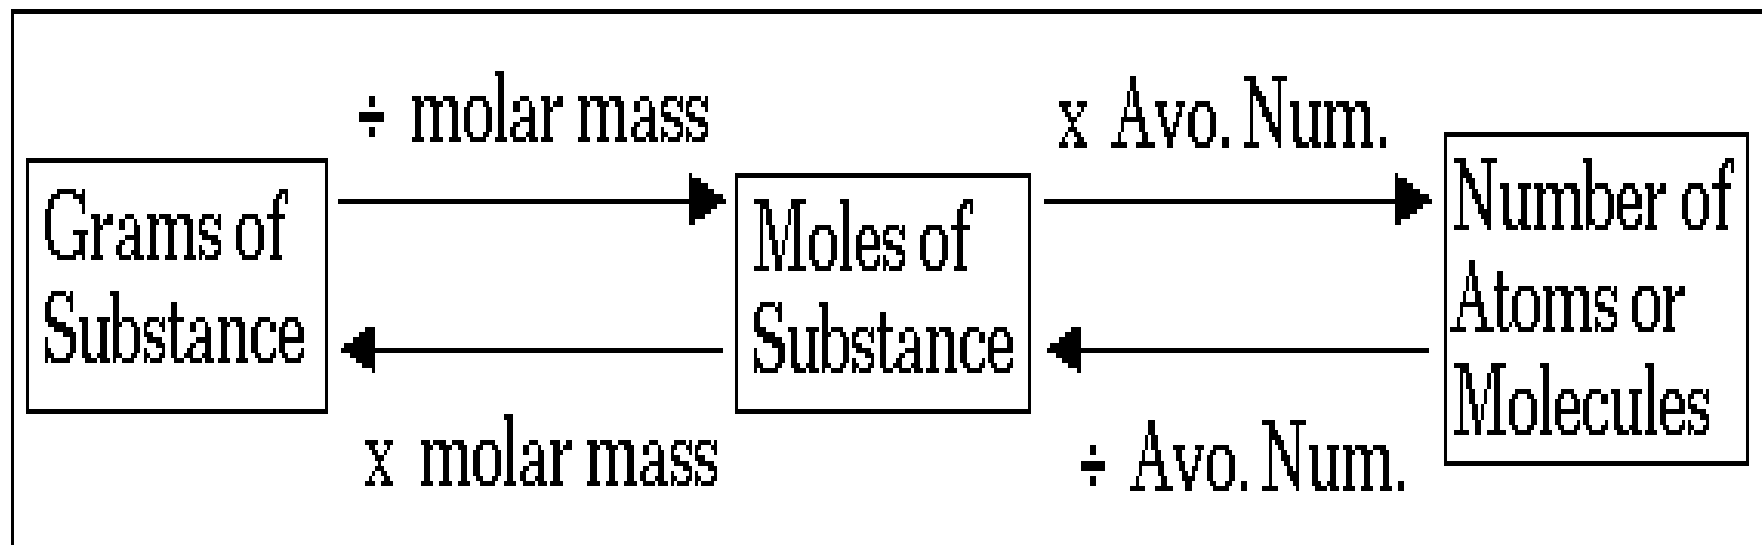 ÷ molar mass
x Avo. Num.
Grams of
Substance
Moles of
Substance
Number of
Atoms or
Molecules
x molar mass
÷ Avo. Num.